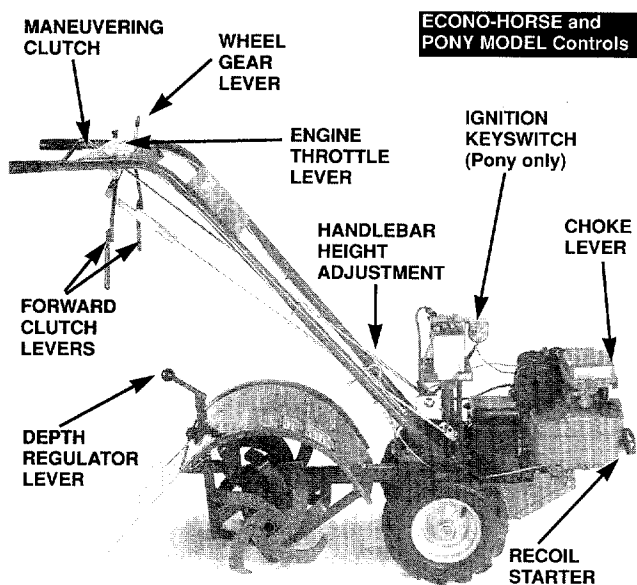 ECONO-HORSE and
PONY MODEL Controls
MANEUVERING
CLUTCH
WHEEL
GEAR
LEVER
ENGINE
THROTTLE
LEVER
IGNITION
KEYSWITCH
(Pony only)
HANDLEBAR
HEIGHT
ADJUSTMENT
CHOKE
LEVER
FORWARD
CLUTCH
LEVERS
DEPTH
REGULATOR
LEVER
RECOIL
STARTER